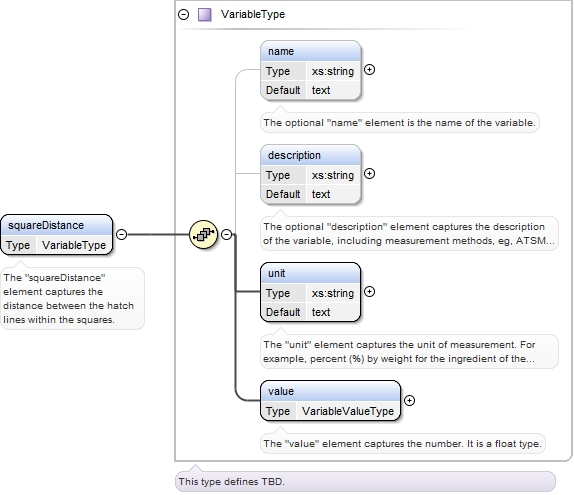 VariableType
name
Type xs:string
Default text
The optional "name" element is the name of the variable.
description
Type xs:string
Default text
The optional "description" element captures the description
of the variable, including measurement methods, eg, ATSM...
squareDistance
Type VariableType
The "squareDistance"
element captures the
distance between the hatch
lines within the squares.
unit
Type xs:string
Default text
The "unit" element captures the unit of measurement. For
example, percent (%) by weight for the ingredient of the...
value
Type VariableValueType
The "value" element captures the number. It is a float type.
This type defines TBD.